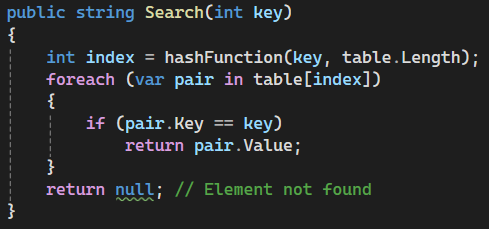 public string Search(int key)
{
    int index = hashFunction(key, table.Length);
    foreach (var pair in table[index])
    {
        if (pair.Key == key)
            return pair.Value;
    }
    return null; // Element not found
}